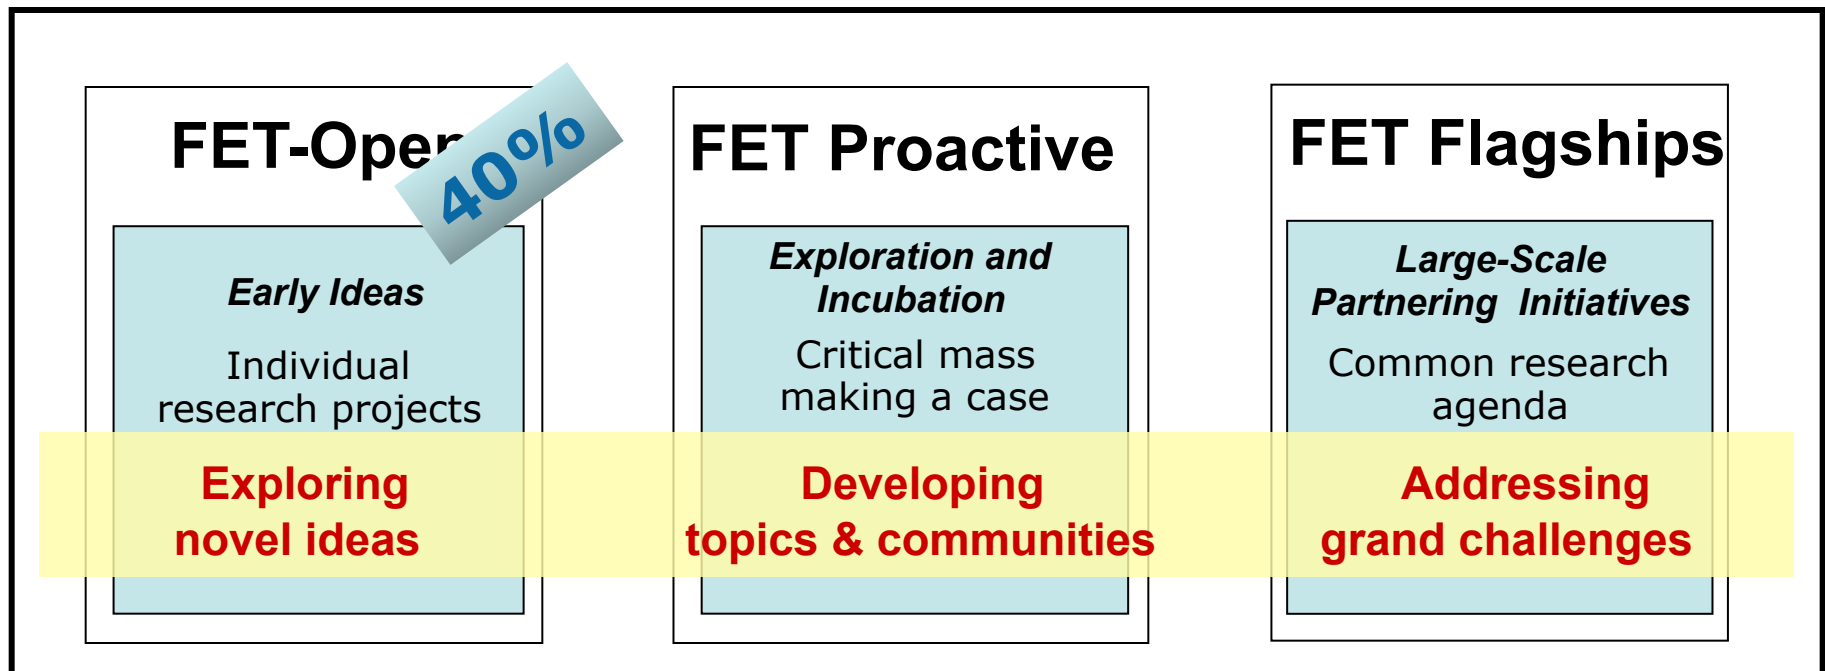 FET-Open
40%
Early Ideas
Individual
research projects
Exploring
novel ideas
FET Proactive
Exploration and
Incubation
Critical mass
making a case
Developing
topics & communities
FET Flagships
Large-Scale
Partnering Initiatives
Common research
agenda
Addressing
grand challenges